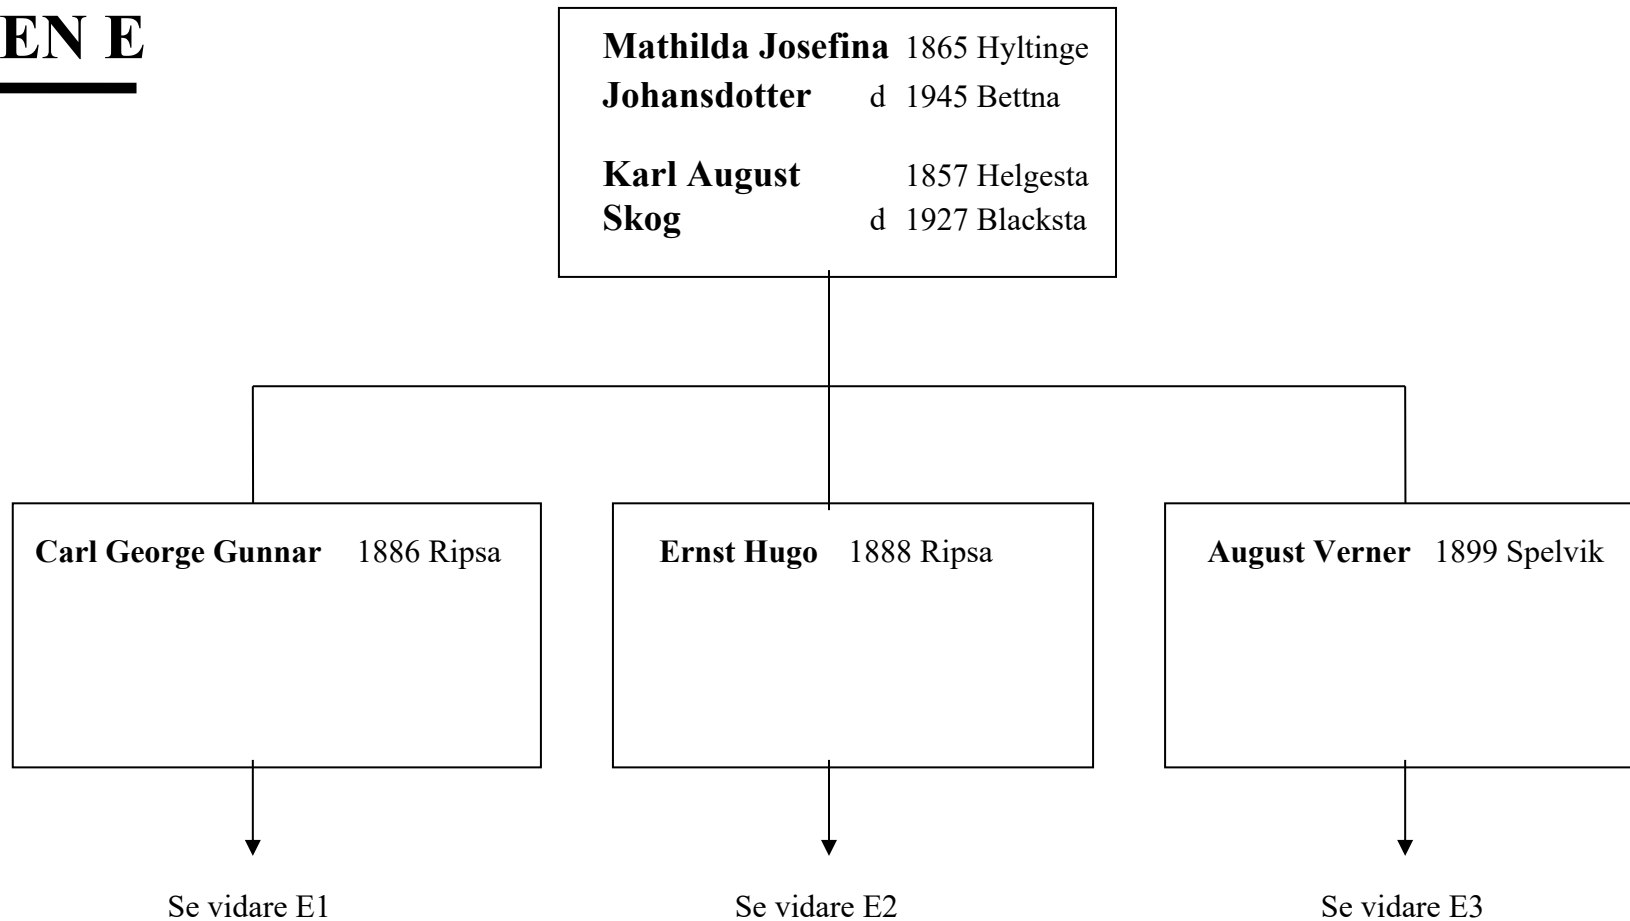 EN E
Mathilda Josefina 1865 Hyltinge
Johansdotter d 1945 Bettna
Karl August 1857 Helgesta
Skog d 1927 Blacksta
Carl George Gunnar 1886 Ripsa
Ernst Hugo 1888 Ripsa
August Verner 1899 Spelvik
Se vidare E1
Se vidare E2
Se vidare E3